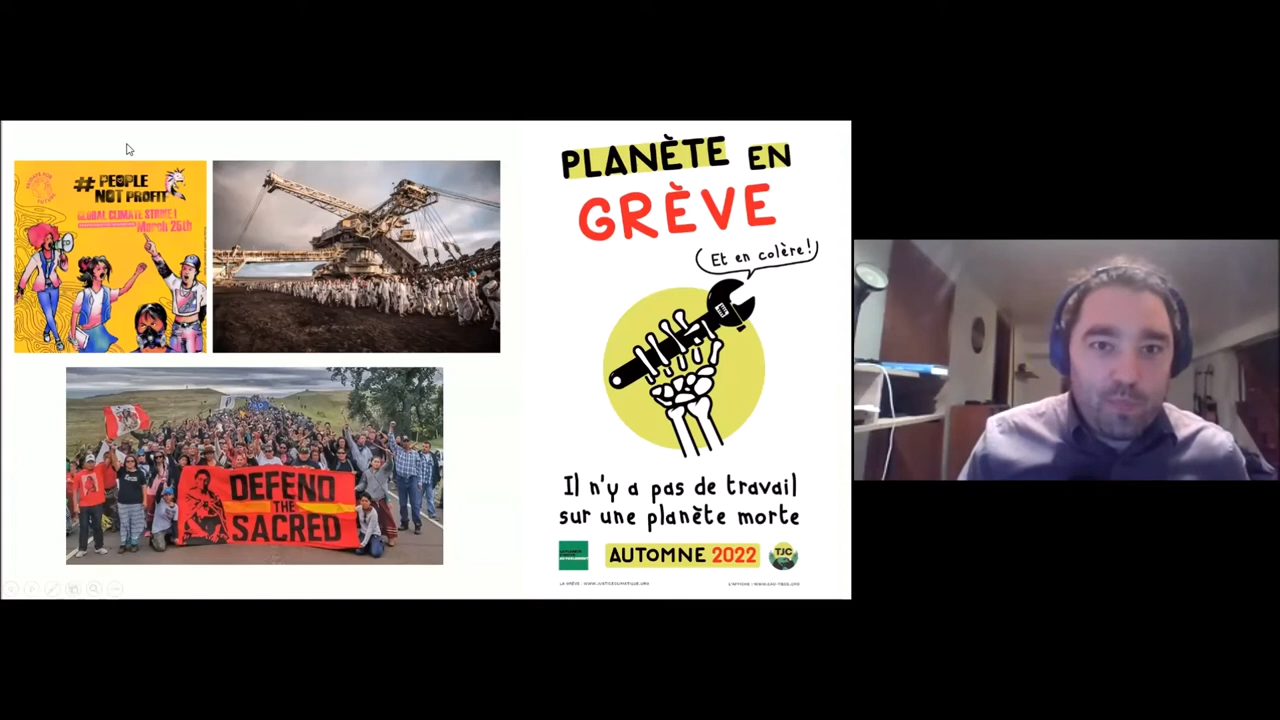 # PEOPLE
NOT PROFIT
GLOBAL CLIMATE STRIKE!
March 25th
DEFEND
THE
SACRED
PLANÈTE EN
GRÈVE
Et en colère!
Il n'y a pas de travail
sur une planète morte
AUTOMNE 2022
TJC